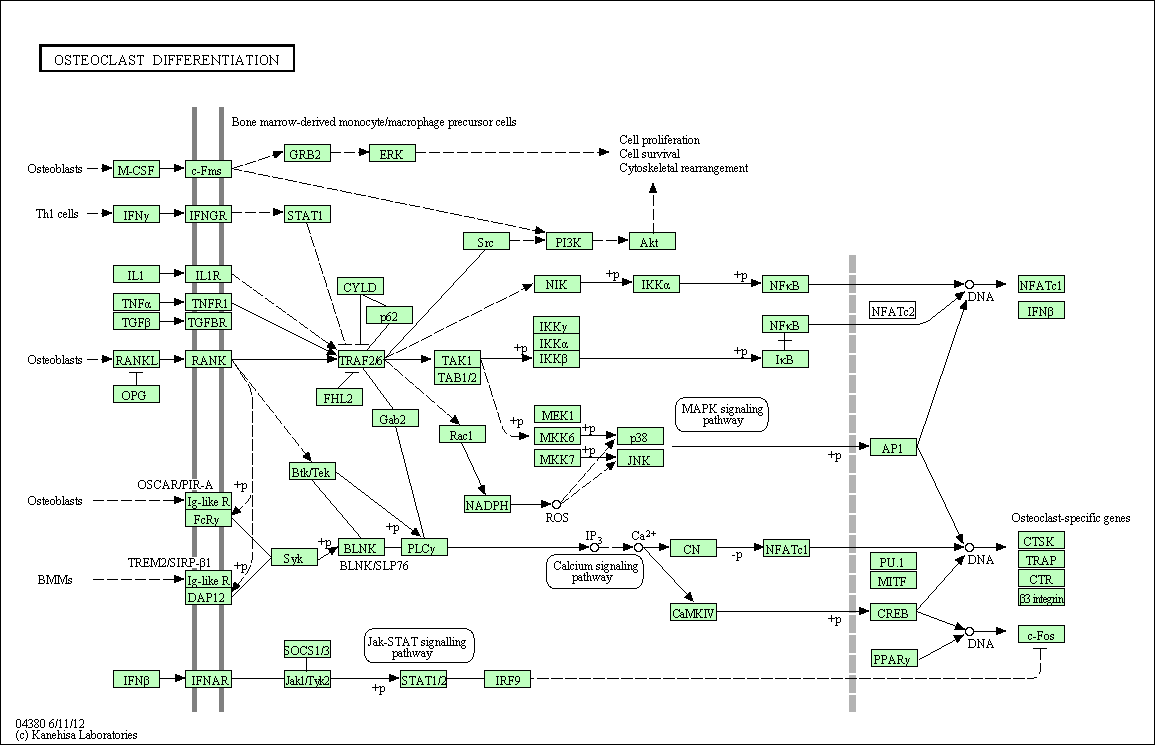 OSTEOCLAST DIFFERENTIATION
Bone marrow-derived monocyte/macrophage precursor cells
Osteoblasts
M-CSF
c-Fms
GRB2
ERK
Cell proliferation
Cell survival
Cytoskeletal rearrangement
Th1 cells
IFNγ
IFNGR
STAT1
Src
PI3K
Akt
IL1
IL1R
CYLD
NIK
+p
IKKα
+p
NFκB
DNA
NFATc1
TNFα
TNFR1
p62
NFATc2
IFNβ
TGFβ
TGFBR
IKKγ
NFκB
IKKα
Osteoblasts
RANKL
RANK
TRAF2/6
TAK1
+p
IKKβ
+p
IκB
TAB1/2
OPG
FHL2
Gab2
MEK1
MAPK signaling
pathway
+p
Rac1
MKK6
+p
p38
+p
AP1
MKK7
+p
JNK
Btk/Tek
OSCAR/PIR-A
+p
Osteoblasts
Ig-like R
FcRγ
NADPH
ROS
Osteoclast-specific genes
+p
IP3
Ca2+
+p
BLNK
PLCγ
CN
-p
NFATc1
DNA
CTSK
Syk
BLNK/SLP76
TREM2/SIRP-β1
+p
Calcium signaling
pathway
PU.1
TRAP
BMMs
Ig-like R
MITF
CTR
DAP12
β3 integrin
CaMKIV
+p
CREB
DNA
c-Fos
SOCS1/3
Jak-STAT signalling
pathway
PPARγ
IFNβ
IFNAR
Jak1/Tyk2
+p
STAT1/2
IRF9
04380 6/11/12
(c) Kanehisa Laboratories